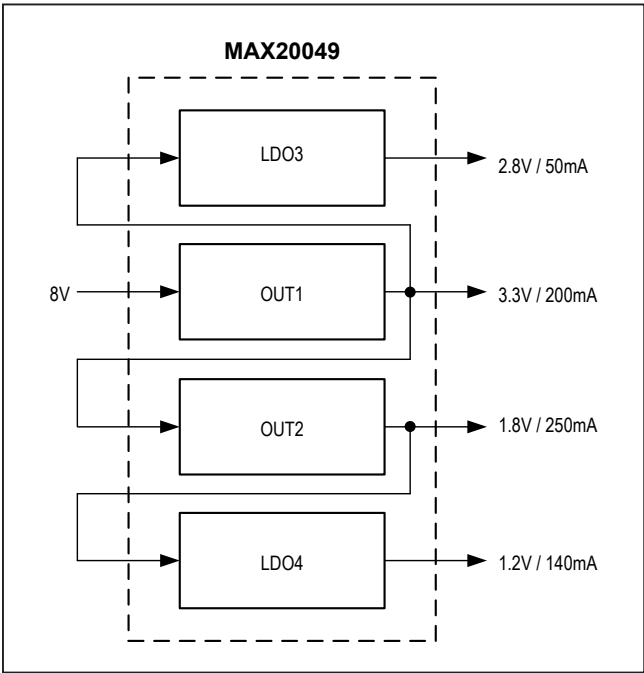 MAX20049
LDO3
2.8V / 50mA
8V
OUT1
3.3V / 200mA
OUT2
1.8V / 250mA
LDO4
1.2V / 140mA